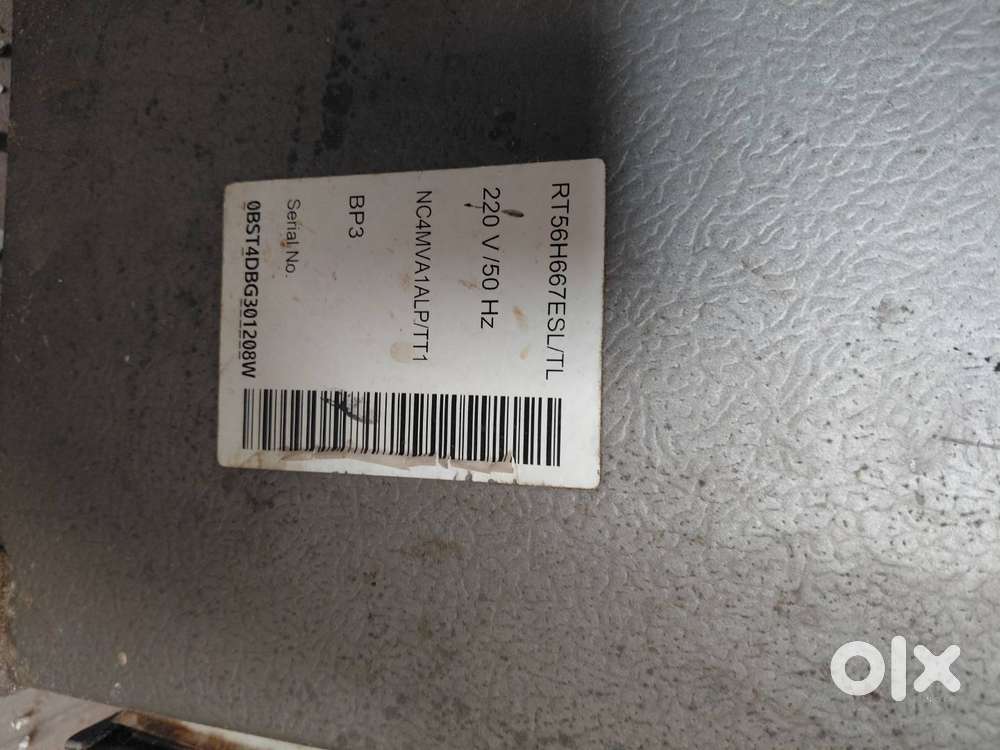 RT56H667ESL/TL
220 V /50 Hz
NC4MVA1ALP/TT1
BP3
Serial No.
0BST4DBG301208W
olx